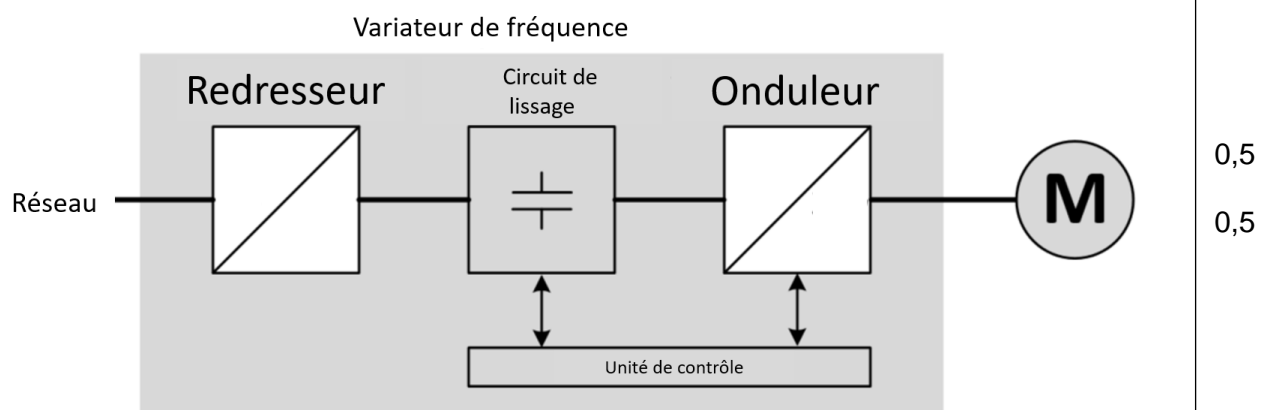 Variateur de fréquence
Redresseur
Circuit de
lissage
Onduleur
Réseau
M
0,5
0,5
Unité de contrôle